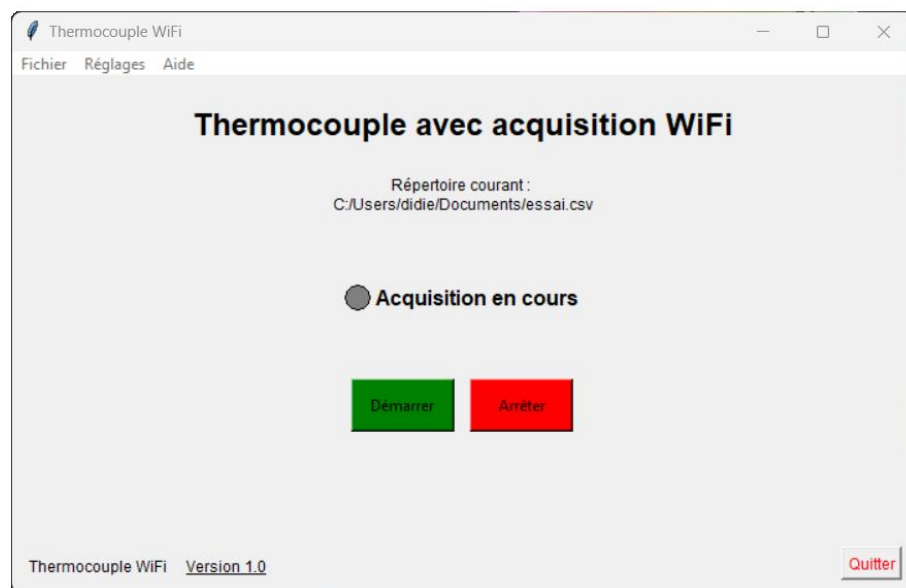 Thermocouple WiFi
Fichier Réglages Aide
Thermocouple avec acquisition WiFi
Répertoire courant :
C:/Users/didie/Documents/essai.csv
Acquisition en cours
Démarrer Arrêter
Thermocouple WiFi Version 1.0
Quitter